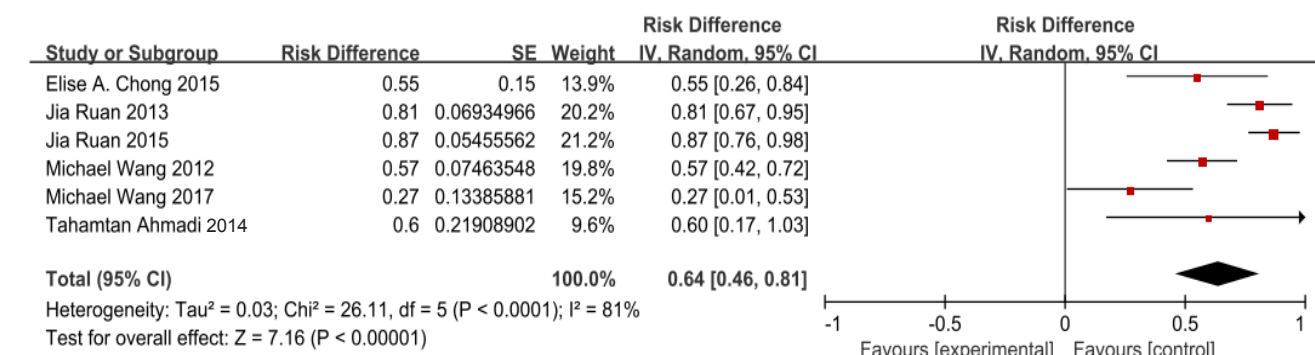 Risk Difference Risk Difference
Study or Subgroup Risk Difference SE Weight IV, Random, 95% CI IV, Random, 95% CI
Elise A. Chong 2015 0.55 0.15 13.9% 0.55 [0.26, 0.84]
Jia Ruan 2013 0.81 0.06934966 20.2% 0.81 [0.67, 0.95]
Jia Ruan 2015 0.87 0.05455562 21.2% 0.87 [0.76, 0.98]
Michael Wang 2012 0.57 0.07463548 19.8% 0.57 [0.42, 0.72]
Michael Wang 2017 0.27 0.13385881 15.2% 0.27 [0.01, 0.53]
Tahamtan Ahmadi 2014 0.6 0.21908902 9.6% 0.60 [0.17, 1.03]
Total (95% CI) 100.0% 0.64 [0.46, 0.81]
Heterogeneity: Tau² = 0.03; Chi² = 26.11, df = 5 (P < 0.0001); I² = 81%
Test for overall effect: Z = 7.16 (P < 0.00001)
-1 -0.5 0 0.5 1
Favours [experimental] Favours [control]